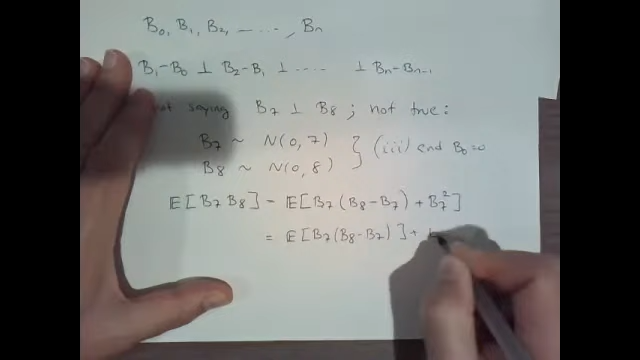 B₀, B₁, B₂, ......, Bₙ
B₁-B₀ ⊥ B₂-B₁ ⊥ ..... ⊥ Bₙ-Bₙ₋₁
saying B₇ ⊥ B₈ ; not true:
B₇ ~ N(0, 7)
B₈ ~ N(0, 8)
} (iii) and B₀=0
E[B₇ B₈] = E[B₇(B₈-B₇) + B₇²]
= E[B₇(B₈-B₇)] +